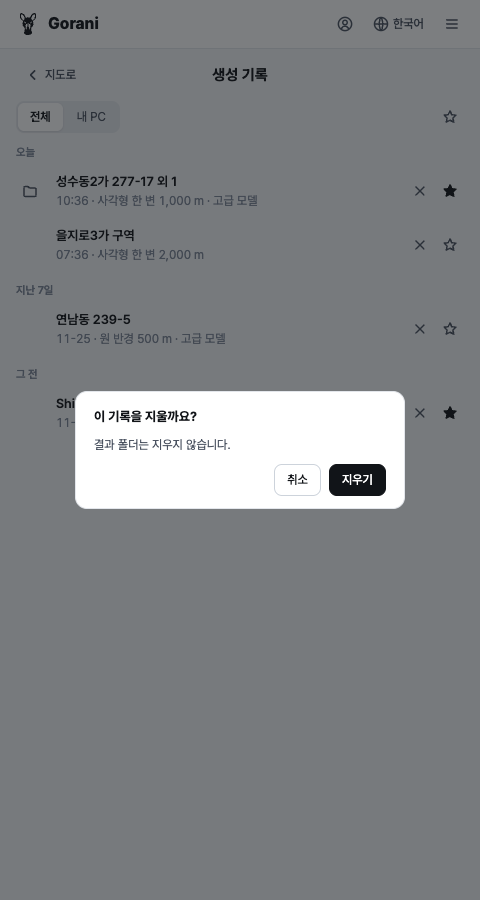 Gorani
한국어
지도로
생성 기록
전체
내 PC
오늘
성수동2가 277-17 외 1
10:36 · 사각형 한 변 1,000 m · 고급 모델
을지로3가 구역
07:36 · 사각형 한 변 2,000 m
지난 7일
연남동 239-5
11-25 · 원 반경 500 m · 고급 모델
그 전
Shi
11-
이 기록을 지울까요?
결과 폴더는 지우지 않습니다.
취소
지우기